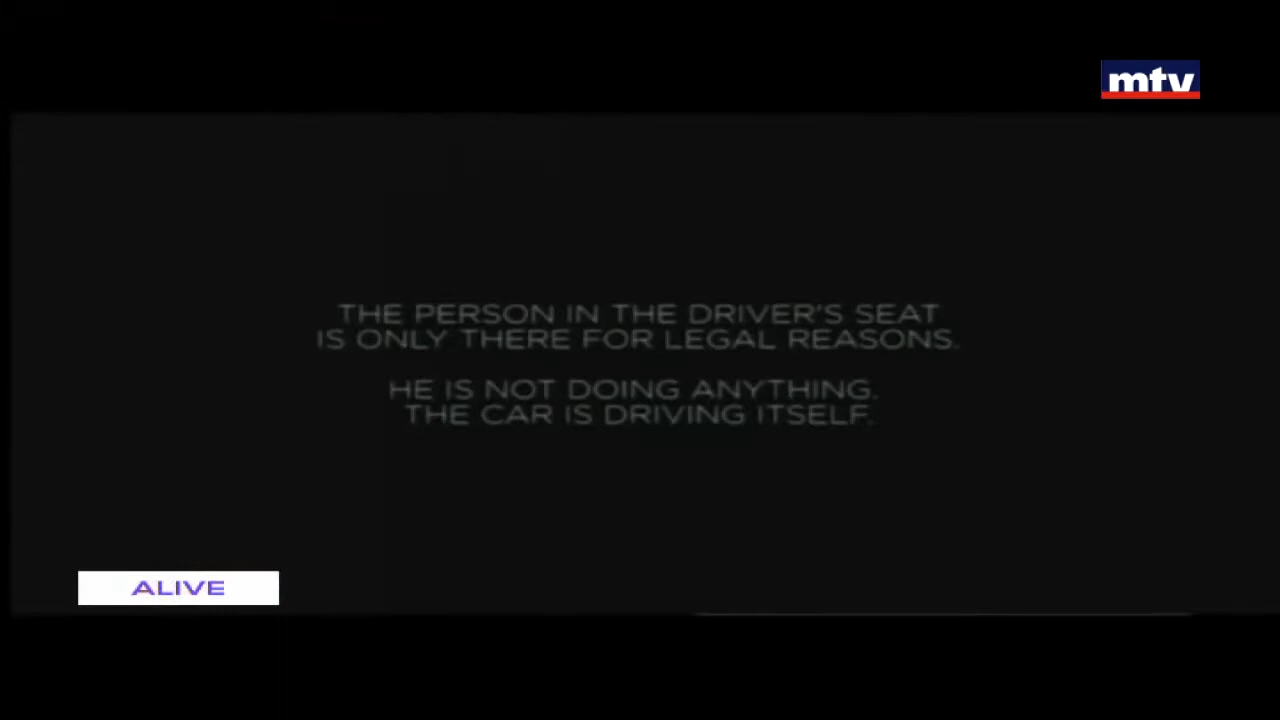 mtv
THE PERSON IN THE DRIVER'S SEAT
IS ONLY THERE FOR LEGAL REASONS.
HE IS NOT DOING ANYTHING.
THE CAR IS DRIVING ITSELF.
ALIVE